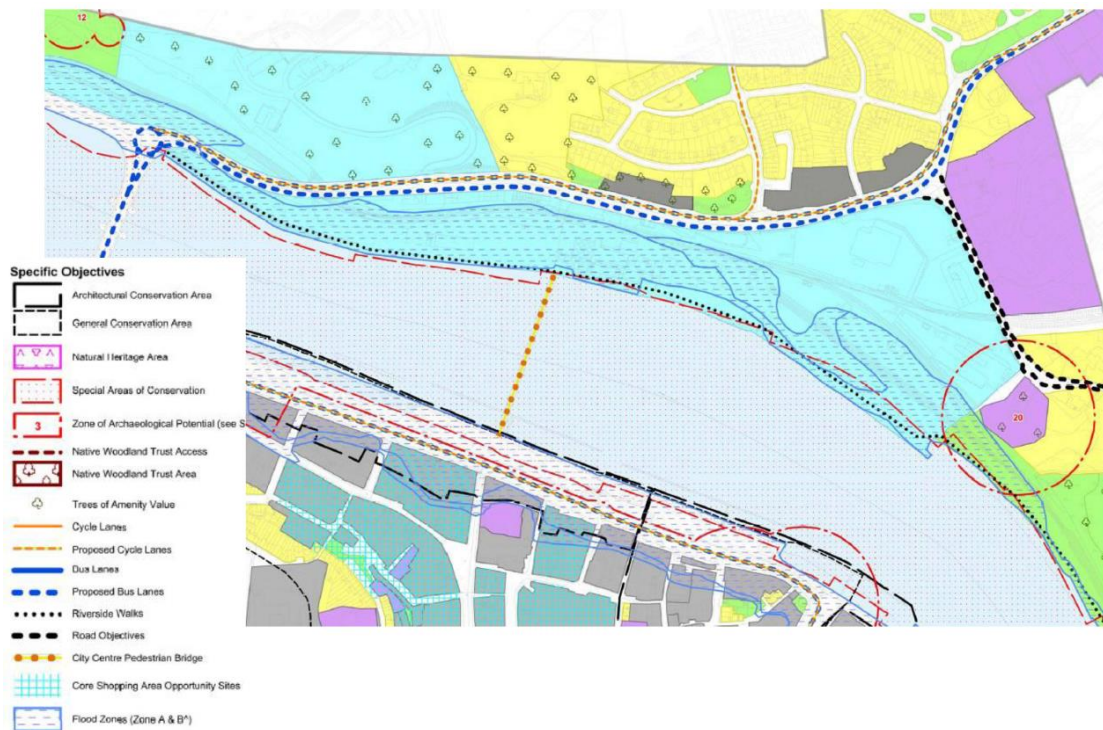 12
Specific Objectives
Architectural Conservation Area
General Conservation Area
Natural Heritage Area
Special Areas of Conservation
3 Zone of Archaeological Potential (see S
Native Woodland Trust Access
Native Woodland Trust Area
Trees of Amenity Value
Cycle Lanes
Proposed Cycle Lanes
Bus Lanes
Proposed Bus Lanes
Riverside Walks
Road Objectives
City Centre Pedestrian Bridge
Core Shopping Area Opportunity Sites
Flood Zones (Zone A & B^)
20